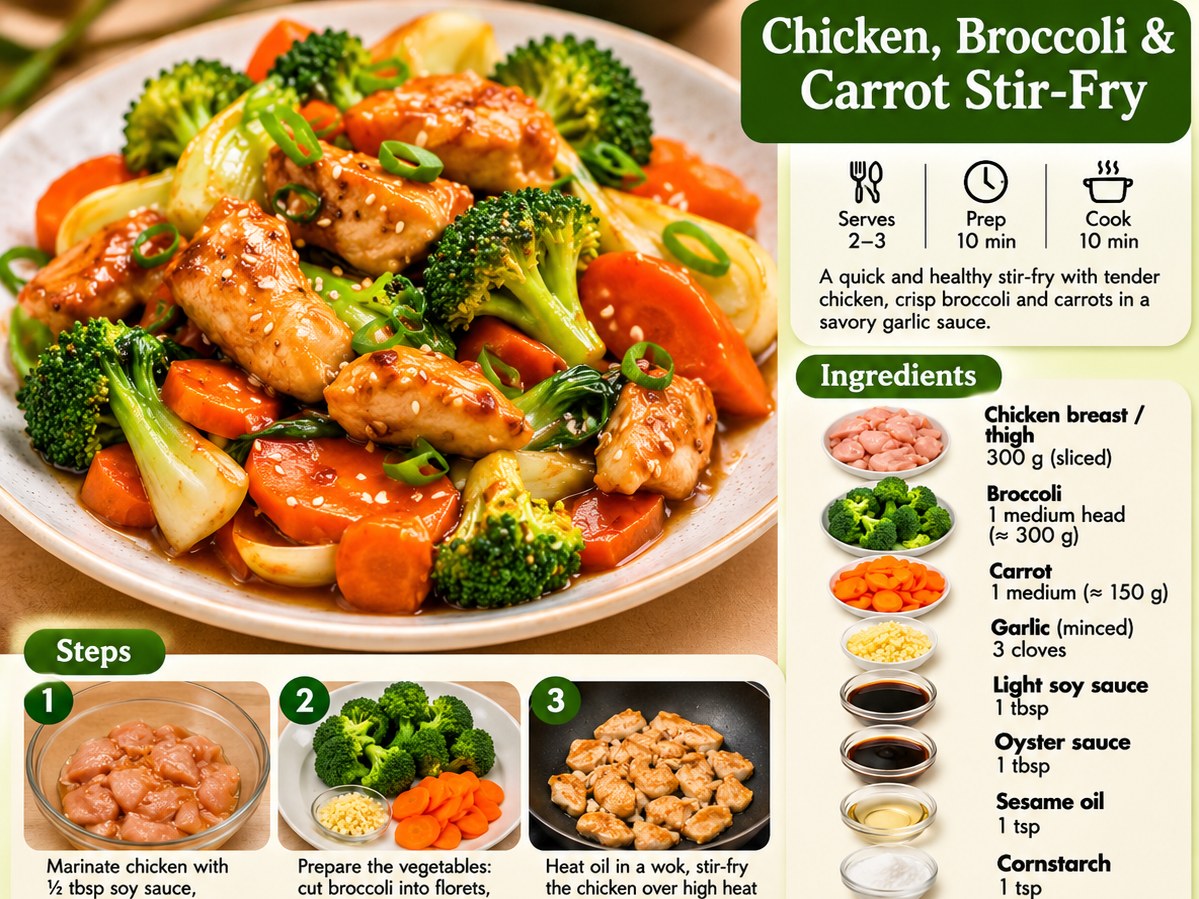 Chicken, Broccoli &
Carrot Stir-Fry
Serves
2–3
Prep
10 min
Cook
10 min
A quick and healthy stir-fry with tender
chicken, crisp broccoli and carrots in a
savory garlic sauce.
Ingredients
Chicken breast /
thigh
300 g (sliced)
Broccoli
1 medium head
(≈ 300 g)
Carrot
1 medium (≈ 150 g)
Garlic (minced)
3 cloves
Light soy sauce
1 tbsp
Oyster sauce
1 tbsp
Sesame oil
1 tsp
Cornstarch
1 tsp
Steps
1
Marinate chicken with
½ tbsp soy sauce,
2
Prepare the vegetables:
cut broccoli into florets,
3
Heat oil in a wok, stir-fry
the chicken over high heat